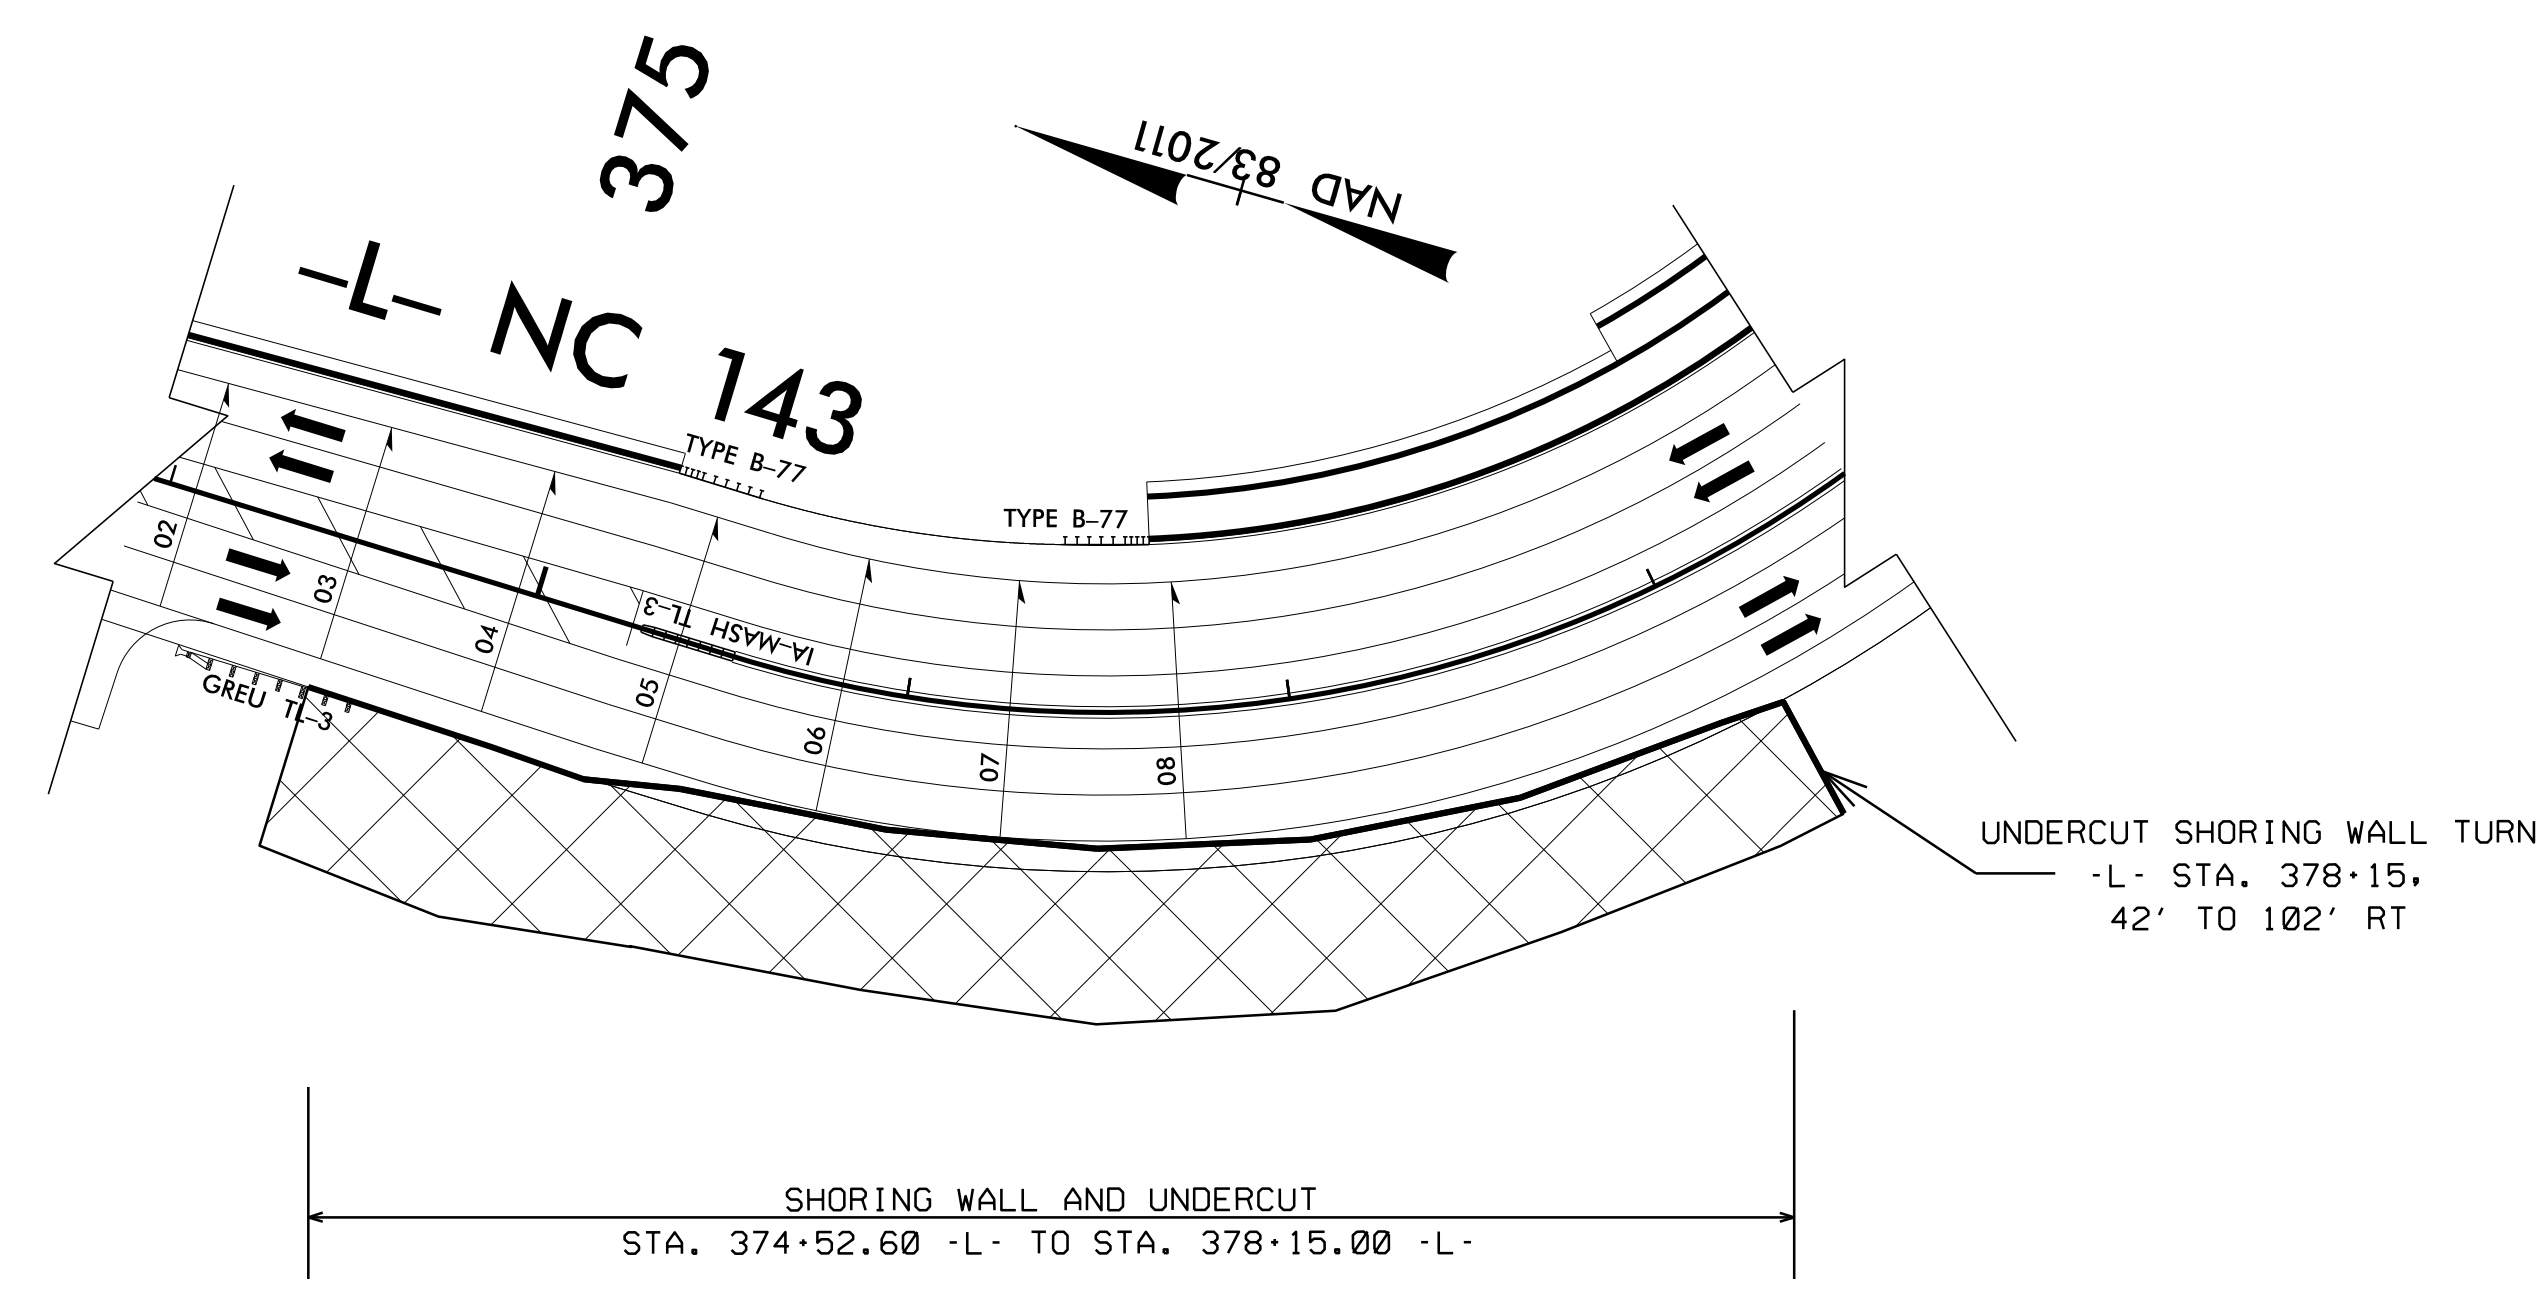 375
NAD 83/2011
-L- NC 143
TYPE B-77
TYPE B-77
02
03
04
05
06
07
08
IA-MASH TL-3
GREU TL-3
UNDERCUT SHORING WALL TURN
-L- STA. 378+15,
42' TO 102' RT
SHORING WALL AND UNDERCUT
STA. 374+52.60 -L- TO STA. 378+15.00 -L-